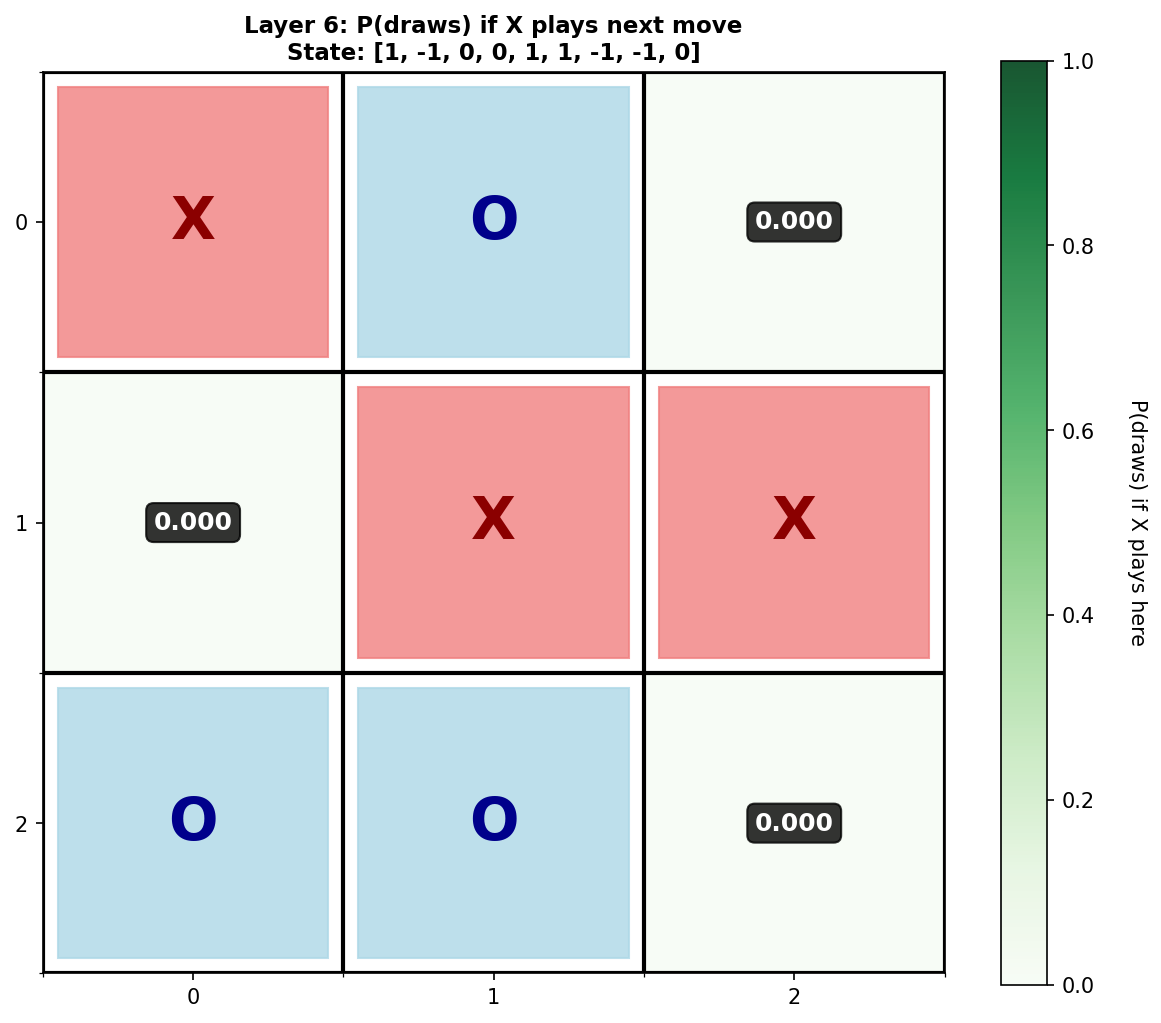 Layer 6: P(draws) if X plays next move
State: [1, -1, 0, 0, 1, 1, -1, -1, 0]
X
O
0.000
0.000
X
X
O
O
0.000
0
1
2
0
1
2
1.0
0.8
0.6
0.4
0.2
0.0
P(draws) if X plays here